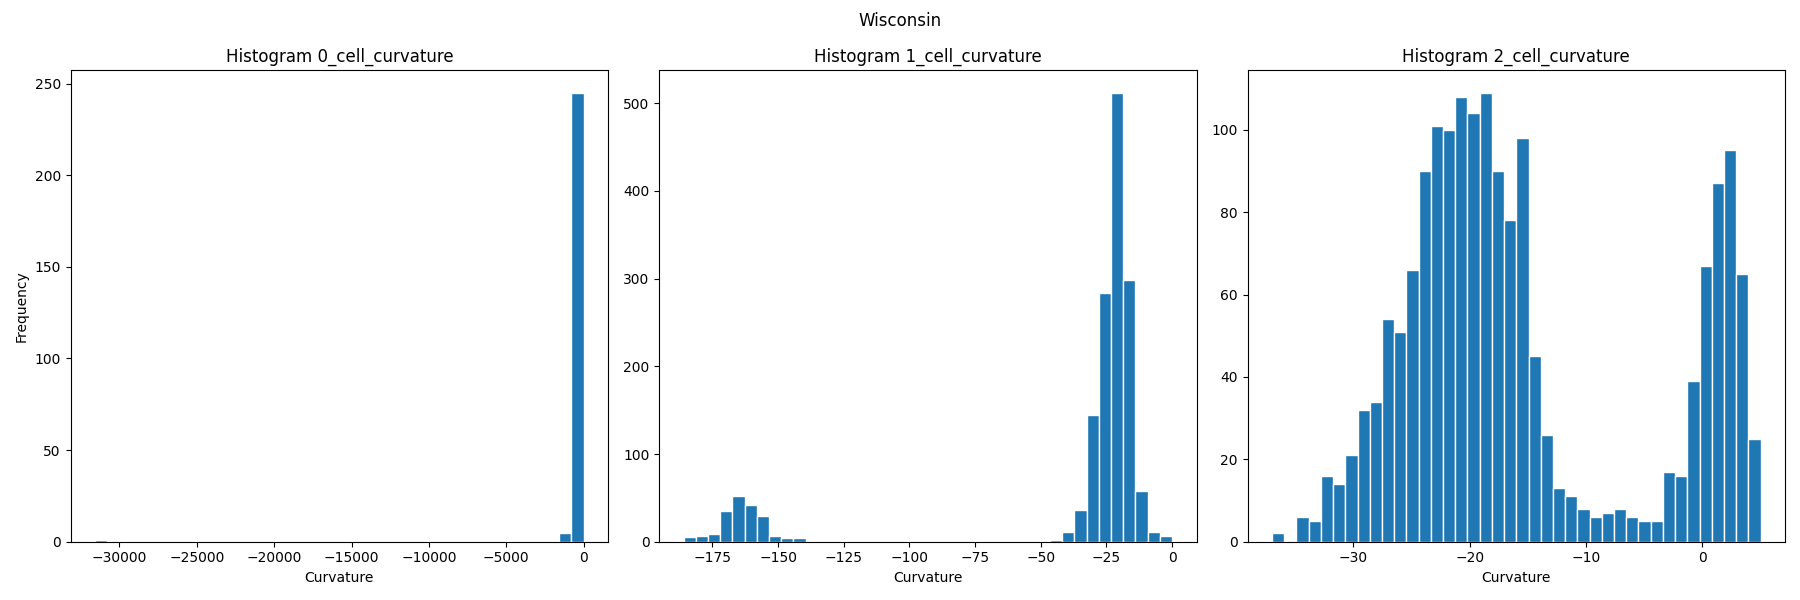 Wisconsin
Histogram 0_cell_curvature
Histogram 1_cell_curvature
Histogram 2_cell_curvature
Frequency
250
200
150
100
50
0
−30000 −25000 −20000 −15000 −10000 −5000 0
Curvature
500
400
300
200
100
0
−175 −150 −125 −100 −75 −50 −25 0
Curvature
100
80
60
40
20
0
−30 −20 −10 0
Curvature